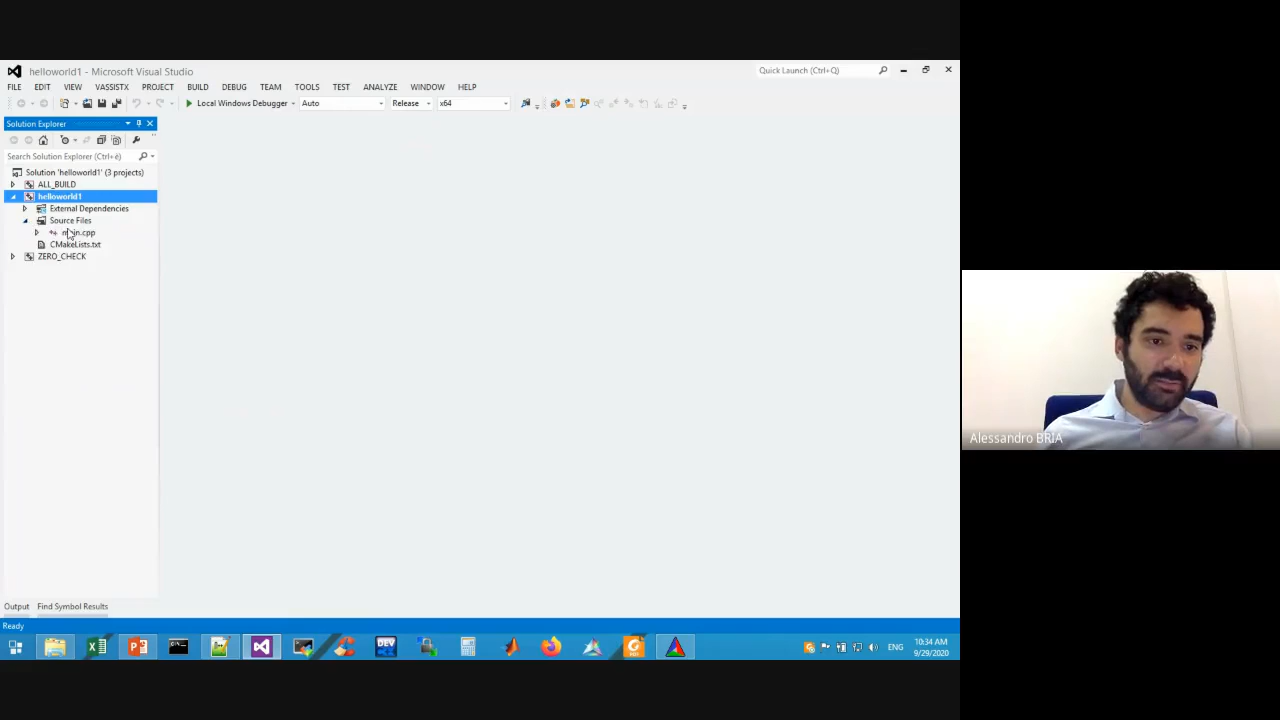 helloworld1 - Microsoft Visual Studio
Quick Launch (Ctrl+Q)
FILE EDIT VIEW VASSISTX PROJECT BUILD DEBUG TEAM TOOLS TEST ANALYZE WINDOW HELP
Local Windows Debugger Auto Release x64
Solution Explorer
Search Solution Explorer (Ctrl+è)
Solution 'helloworld1' (3 projects)
ALL_BUILD
helloworld1
External Dependencies
Source Files
main.cpp
CMakeLists.txt
ZERO_CHECK
Alessandro BRIA
Output Find Symbol Results
Ready
DEV
ENG
10:34 AM
9/29/2020